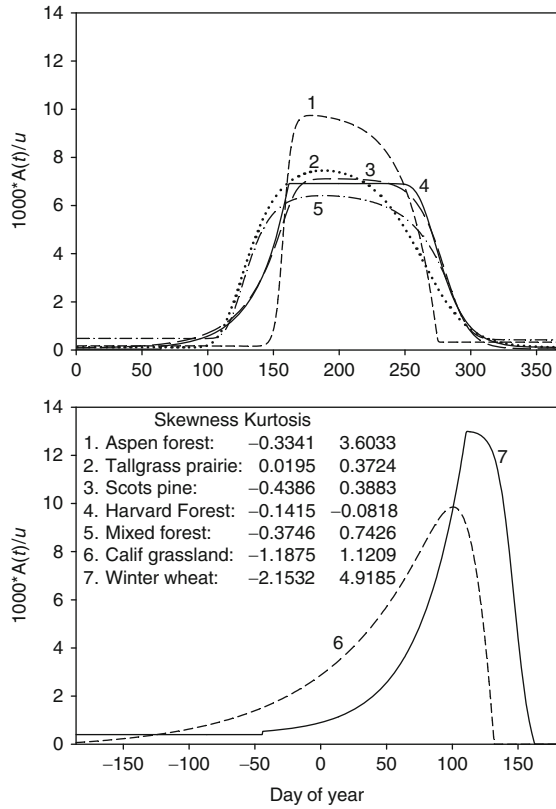 14
12
10
8
6
4
2
0
1000*A(t)/u
1
2
3
4
5
0 50 100 150 200 250 300 350
14
12
10
8
6
4
2
0
1000*A(t)/u
Skewness Kurtosis
1. Aspen forest: −0.3341 3.6033
2. Tallgrass prairie: 0.0195 0.3724
3. Scots pine: −0.4386 0.3883
4. Harvard Forest: −0.1415 −0.0818
5. Mixed forest: −0.3746 0.7426
6. Calif grassland: −1.1875 1.1209
7. Winter wheat: −2.1532 4.9185
7
6
−150 −100 −50 0 50 100 150
Day of year